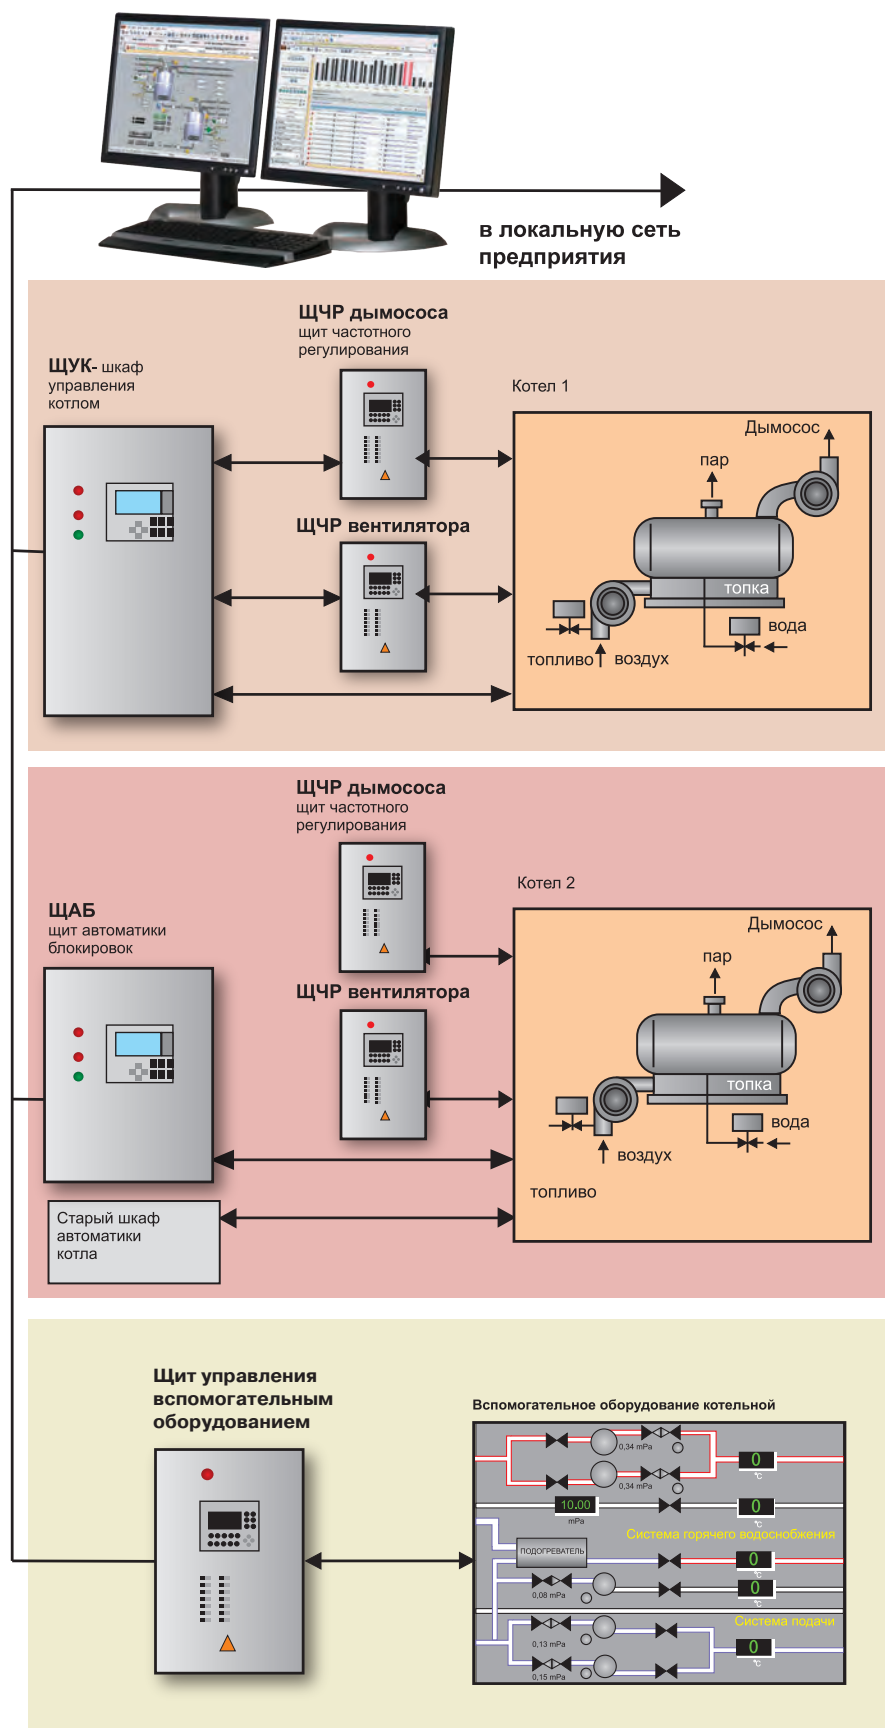 в локальную сеть
предприятия
ЩЧР дымососа
щит частотного
регулирования
ЩУК- шкаф
управления
котлом
Котел 1
Дымосос
пар
ЩЧР вентилятора
топка
вода
топливо
воздух
ЩЧР дымососа
щит частотного
регулирования
Котел 2
ЩАБ
щит автоматики
блокировок
Дымосос
пар
ЩЧР вентилятора
топка
вода
воздух
топливо
Старый шкаф
автоматики
котла
Щит управления
вспомогательным
оборудованием
Вспомогательное оборудование котельной
0,34 mPa
0
°C
0,34 mPa
10.00
mPa
0
°C
Система горячего водоснобжения
ПОДОГРЕВАТЕЛЬ
0
°C
0,08 mPa
0
°C
Система подачи
0,13 mPa
0
°C
0,15 mPa